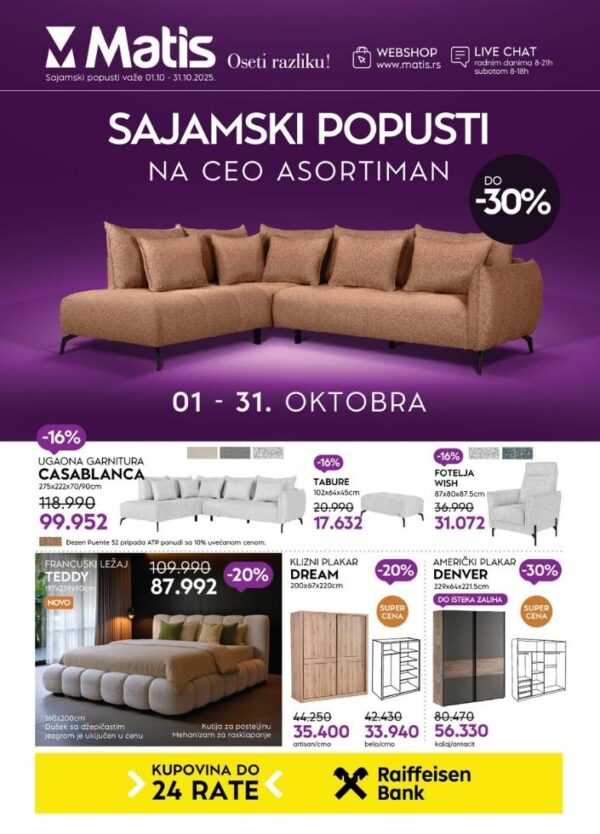 Matis
Oseti razliku!
Sajamski popusti važe 01.10 - 31.10.2025.
WEBSHOP
www.matis.rs
LIVE CHAT
radnim danima 8-21h
subotom 8-18h
SAJAMSKI POPUSTI
NA CEO ASORTIMAN
DO
-30%
01 - 31. OKTOBRA
-16%
UGAONA GARNITURA
CASABLANCA
275x222x70/90cm
118.990
99.952
Dezen Puente 52 pripada ATP ponudi sa 10% uvećanom cenom.
-16%
TABURE
102x64x45cm
20.990
17.632
-16%
FOTELJA
WISH
87x80x87.5cm
36.990
31.072
FRANCUSKI LEŽAJ
TEDDY
197x239x90cm
NOVO
109.990
87.992
-20%
160x200cm
Dušek sa džepičastim
jezgrom je uključen u cenu
Kutija za posteljinu
Mehanizam za rasklapanje
KLIZNI PLAKAR
DREAM
200x67x220cm
-20%
SUPER
CENA
44.250
35.400
artisan/crno
42.430
33.940
bela/crna
AMERIČKI PLAKAR
DENVER
229x64x221.5cm
-30%
DO ISTEKA ZALIHA
SUPER
CENA
80.470
56.330
kalaj/antacit
KUPOVINA DO
24 RATE
Raiffeisen
Bank